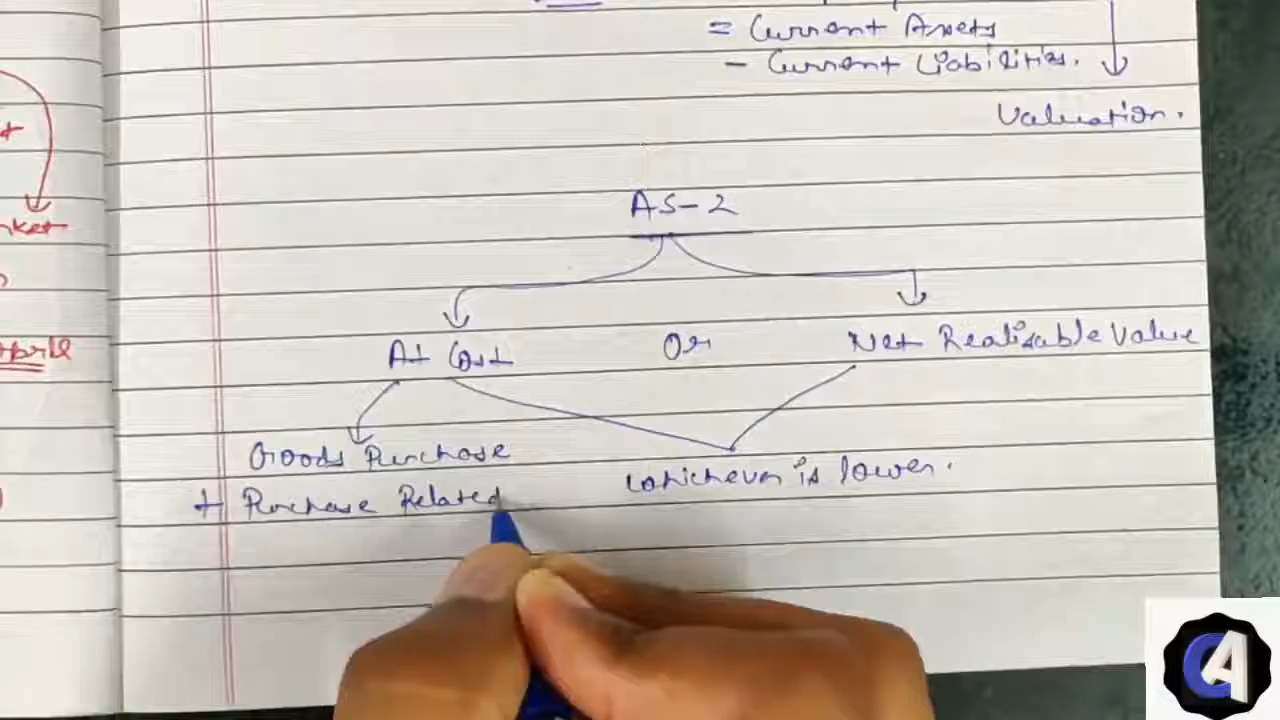 = Current Assets
- Current Liabilities.
Valuation.
AS-2
At Cost Or Net Realisable Value
Goods Purchase
whichever is lower.
+ Purchase Related
CA